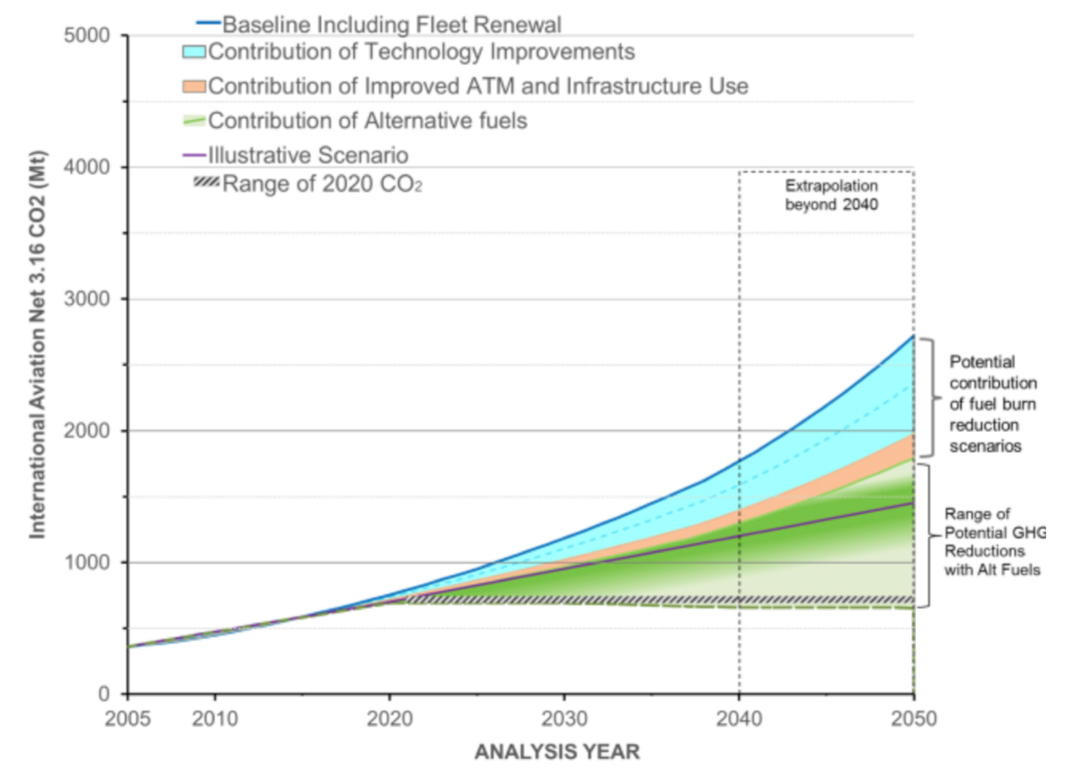 Baseline Including Fleet Renewal
Contribution of Technology Improvements
Contribution of Improved ATM and Infrastructure Use
Contribution of Alternative fuels
Illustrative Scenario
Range of 2020 CO₂
International Aviation Net 3.16 CO2 (Mt)
5000
4000
3000
2000
1000
0
Extrapolation
beyond 2040
Potential
contribution
of fuel burn
reduction
scenarios
Range of
Potential GHG
Reductions
with Alt Fuels
2005
2010
2020
2030
2040
2050
ANALYSIS YEAR